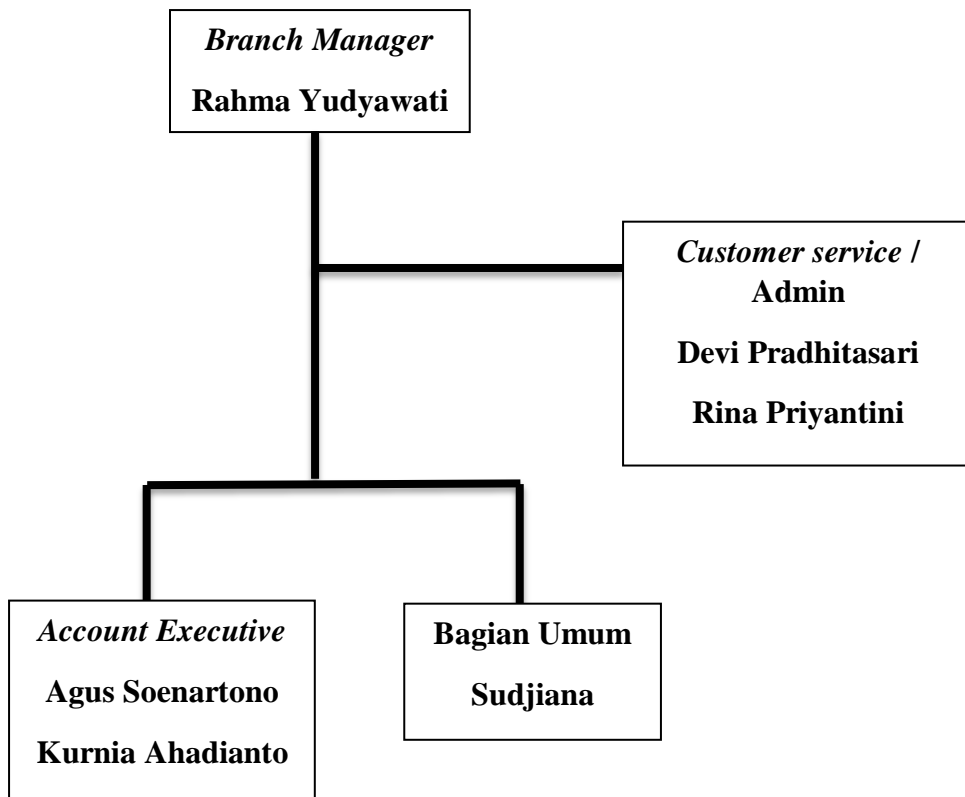 Branch Manager
Rahma Yudyawati
Customer service /
Admin
Devi Pradhitasari
Rina Priyantini
Account Executive
Agus Soenartono
Kurnia Ahadianto
Bagian Umum
Sudjiana